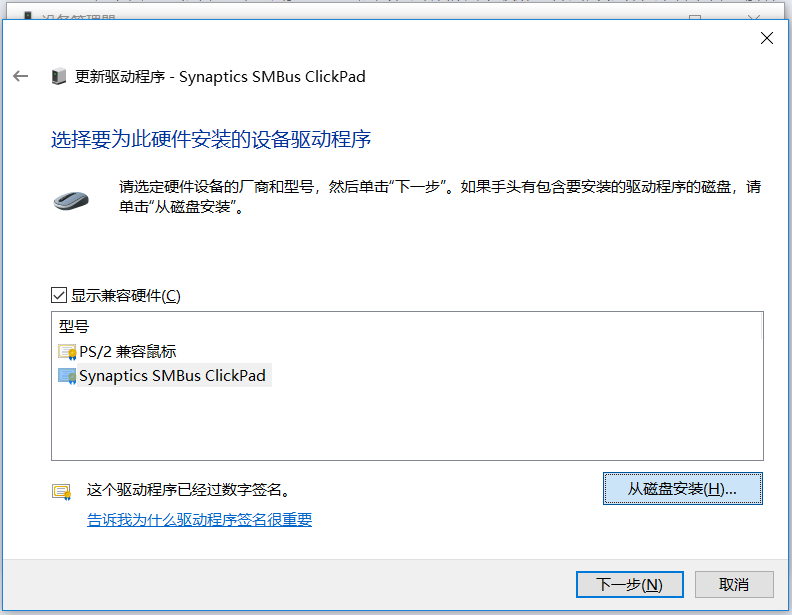 设备管理器
更新驱动程序 - Synaptics SMBus ClickPad
选择要为此硬件安装的设备驱动程序
请选定硬件设备的厂商和型号，然后单击“下一步”。如果手头有包含要安装的驱动程序的磁盘，请
单击“从磁盘安装”。
显示兼容硬件(C)
型号
PS/2 兼容鼠标
Synaptics SMBus ClickPad
这个驱动程序已经过数字签名。
从磁盘安装(H)...
告诉我为什么驱动程序签名很重要
下一步(N)
取消